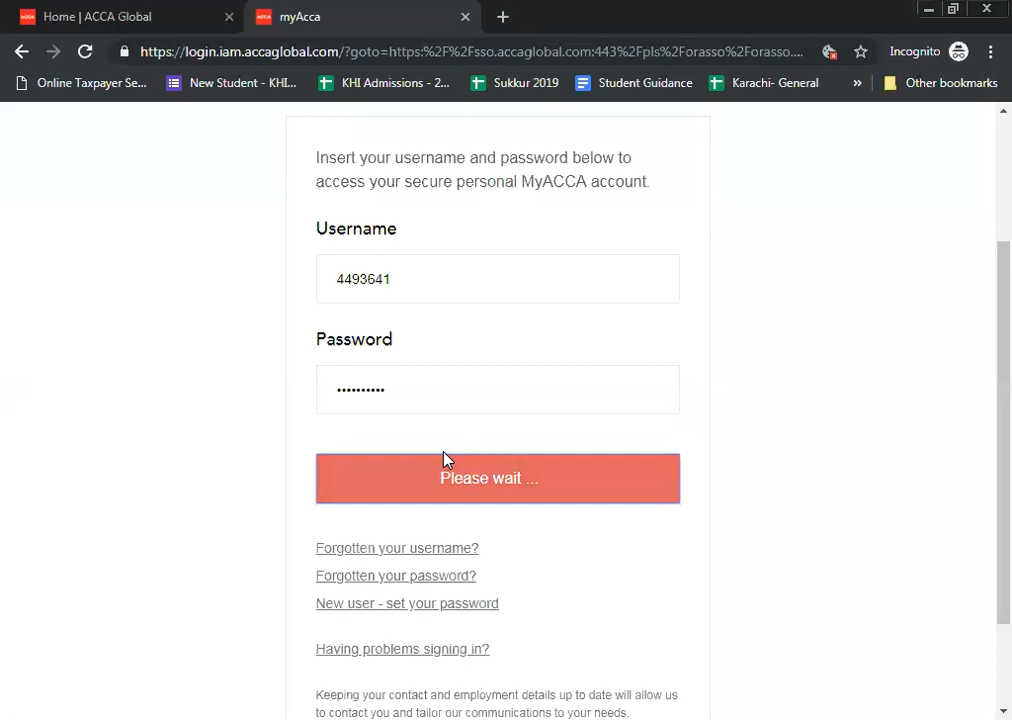 ACCA Home | ACCA Global
ACCA myAcca
https://login.iam.accaglobal.com/?goto=https:%2F%2Fsso.accaglobal.com:443%2Fpls%2Forasso%2Forasso.... Incognito
Online Taxpayer Se... New Student - KHI... KHI Admissions - 2... Sukkur 2019 Student Guidance Karachi- General » Other bookmarks
Insert your username and password below to
access your secure personal MyACCA account.
Username
4493641
Password
••••••••••
Please wait ...
Forgotten your username?
Forgotten your password?
New user - set your password
Having problems signing in?
Keeping your contact and employment details up to date will allow us
to contact you and tailor our communications to your needs.